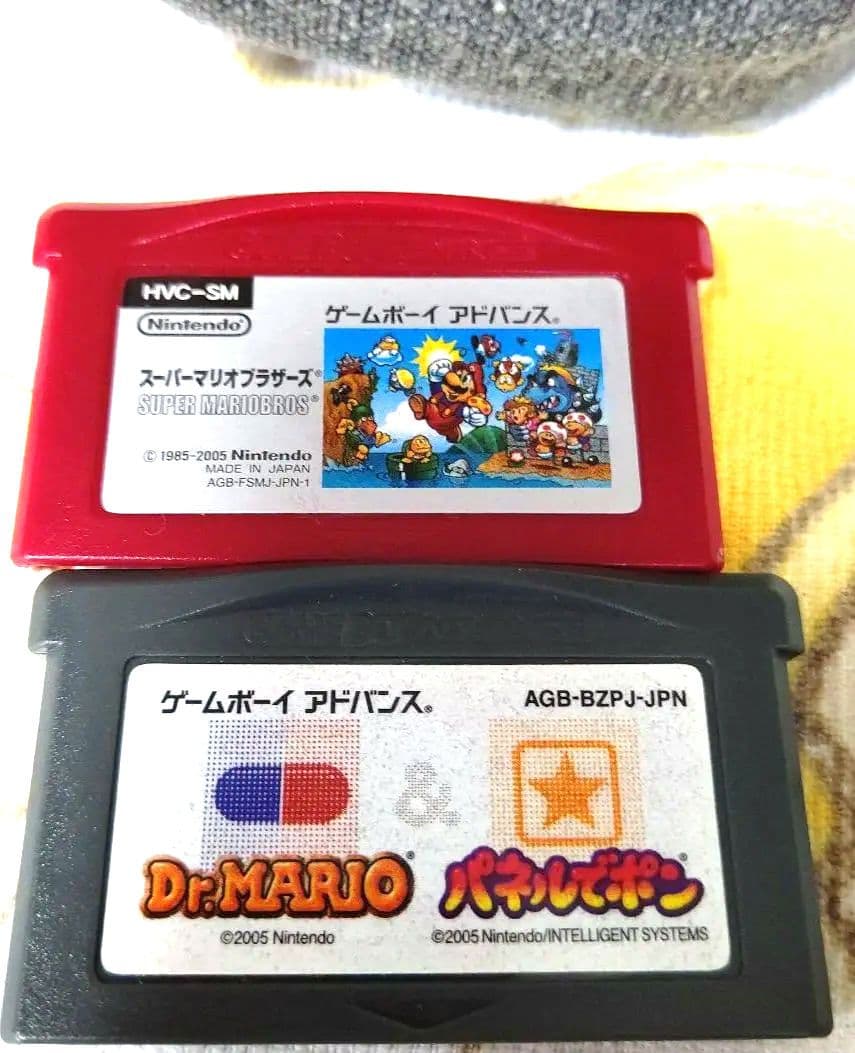 HVC-SM
Nintendo®
ゲームボーイ アドバンス®
スーパーマリオブラザーズ®
SUPER MARIOBROS®
© 1985-2005 Nintendo
MADE IN JAPAN
AGB-FSMJ-JPN-1
ゲームボーイ アドバンス®
AGB-BZPJ-JPN
&
Dr.MARIO®
パネルでポン®
©2005 Nintendo
©2005 Nintendo/INTELLIGENT SYSTEMS